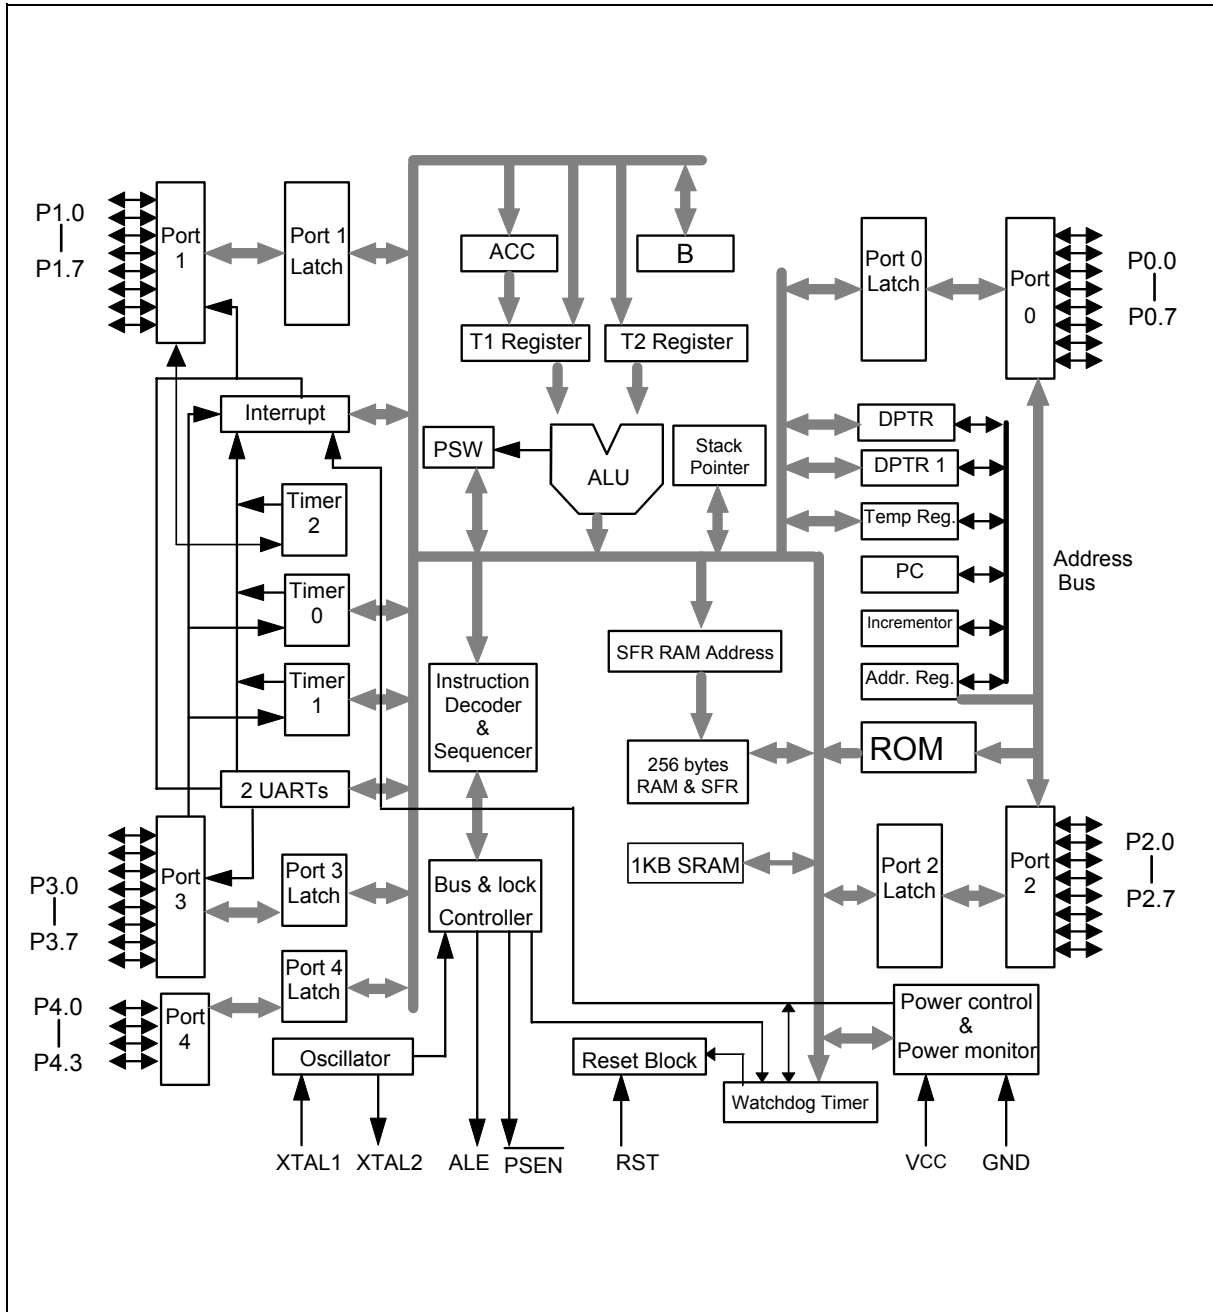 P1.0
P1.7
Port
1
Port 1
Latch
ACC
B
T1 Register
T2 Register
Port 0
Latch
Port
0
P0.0
P0.7
Interrupt
PSW
ALU
Stack
Pointer
DPTR
DPTR 1
Temp Reg.
PC
Incrementor
Addr. Reg.
Address
Bus
Timer
2
Timer
0
Timer
1
2 UARTs
Instruction
Decoder
&
Sequencer
SFR RAM Address
256 bytes
RAM & SFR
ROM
1KB SRAM
P3.0
P3.7
Port
3
Port 3
Latch
Bus & lock
Controller
Port 2
Latch
Port
2
P2.0
P2.7
P4.0
P4.3
Port
4
Port 4
Latch
Oscillator
Reset Block
Watchdog Timer
Power control
&
Power monitor
XTAL1
XTAL2
ALE
PSEN
RST
VCC
GND